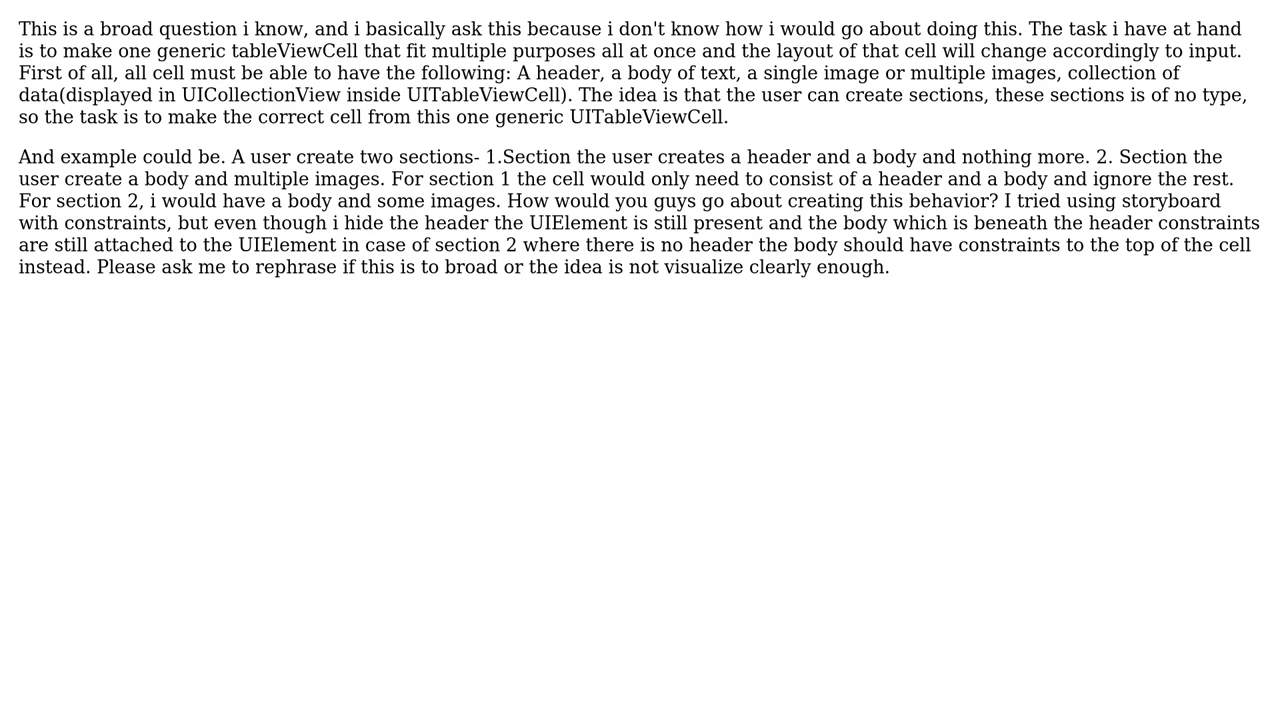 This is a broad question i know, and i basically ask this because i don't know how i would go about doing this. The task i have at hand
is to make one generic tableViewCell that fit multiple purposes all at once and the layout of that cell will change accordingly to input.
First of all, all cell must be able to have the following: A header, a body of text, a single image or multiple images, collection of
data(displayed in UICollectionView inside UITableViewCell). The idea is that the user can create sections, these sections is of no type,
so the task is to make the correct cell from this one generic UITableViewCell.
And example could be. A user create two sections- 1.Section the user creates a header and a body and nothing more. 2. Section the
user create a body and multiple images. For section 1 the cell would only need to consist of a header and a body and ignore the rest.
For section 2, i would have a body and some images. How would you guys go about creating this behavior? I tried using storyboard
with constraints, but even though i hide the header the UIElement is still present and the body which is beneath the header constraints
are still attached to the UIElement in case of section 2 where there is no header the body should have constraints to the top of the cell
instead. Please ask me to rephrase if this is to broad or the idea is not visualize clearly enough.